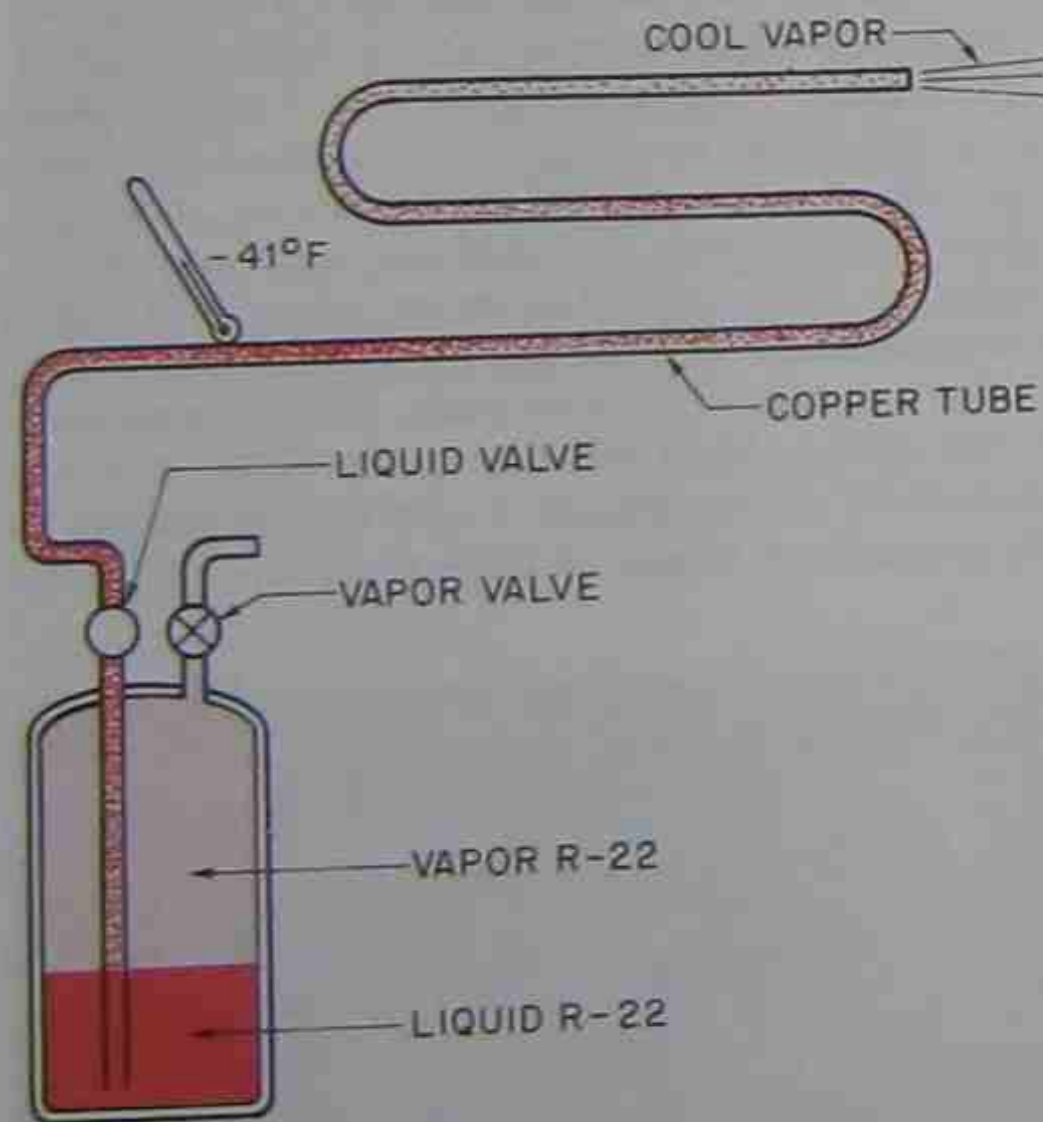 COOL VAPOR
-41°F
COPPER TUBE
LIQUID VALVE
VAPOR VALVE
VAPOR R-22
LIQUID R-22